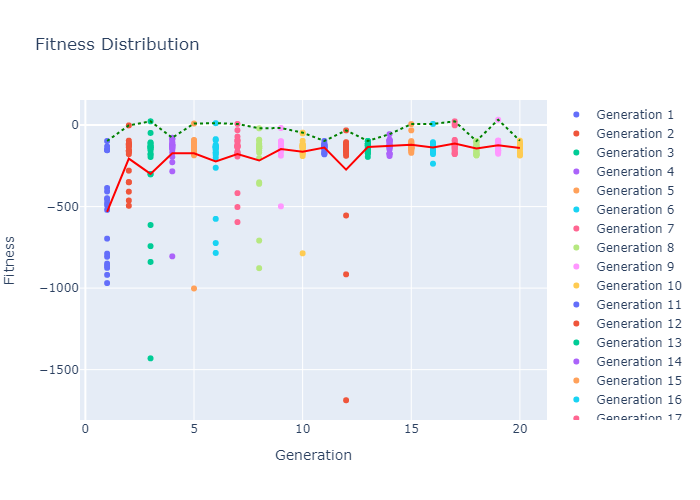 Fitness Distribution
0
−500
−1000
−1500
0
5
10
15
20
Fitness
Generation
Generation 1
Generation 2
Generation 3
Generation 4
Generation 5
Generation 6
Generation 7
Generation 8
Generation 9
Generation 10
Generation 11
Generation 12
Generation 13
Generation 14
Generation 15
Generation 16
Generation 17